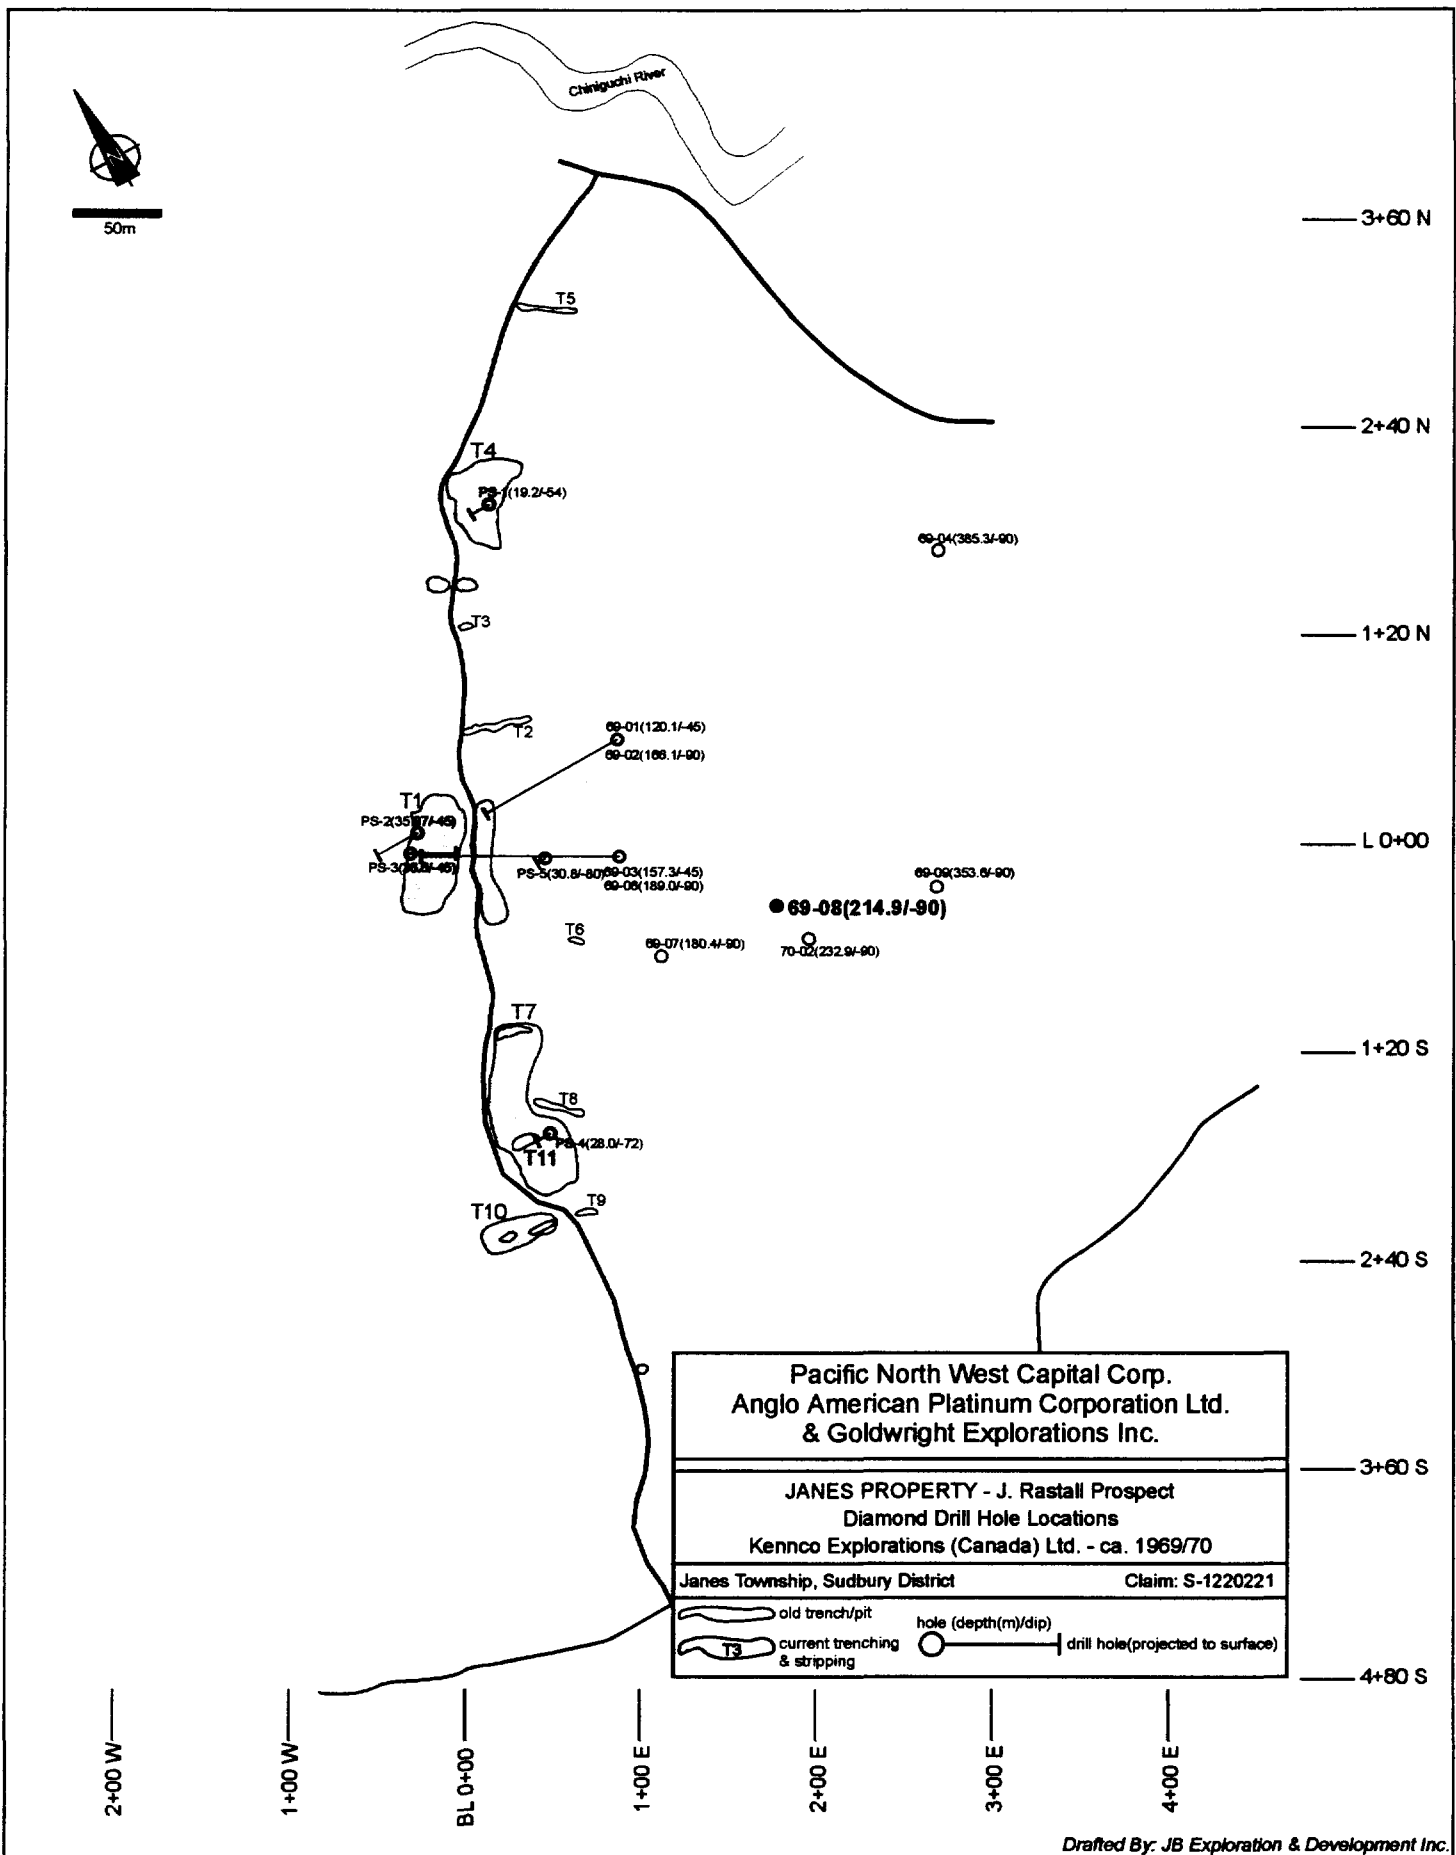 Chiniguchi River
50m
3+60 N
T5
2+40 N
T4
PS-1(19.2/-54)
69-04(385.3/-90)
T3
1+20 N
69-01(120.1/-45)
T2
69-02(166.1/-90)
T1
L 0+00
PS-5(30.8/-80)
69-03(157.3/-45)
69-06(189.0/-90)
69-09(353.6/-90)
69-08(214.9/-90)
T6
69-07(180.4/-90)
70-02(232.9/-90)
T7
1+20 S
T8
PS-4(28.0/-72)
T11
T9
T10
2+40 S
Pacific North West Capital Corp.
Anglo American Platinum Corporation Ltd.
& Goldwright Explorations Inc.
3+60 S
JANES PROPERTY - J. Rastall Prospect
Diamond Drill Hole Locations
Kennco Explorations (Canada) Ltd. - ca. 1969/70
Janes Township, Sudbury District Claim: S-1220221
old trench/pit
hole (depth(m)/dip)
T3
current trenching
& stripping
drill hole(projected to surface)
4+80 S
2+00 W
1+00 W
BL 0+00
1+00 E
2+00 E
3+00 E
4+00 E
Drafted By: JB Exploration & Development Inc.